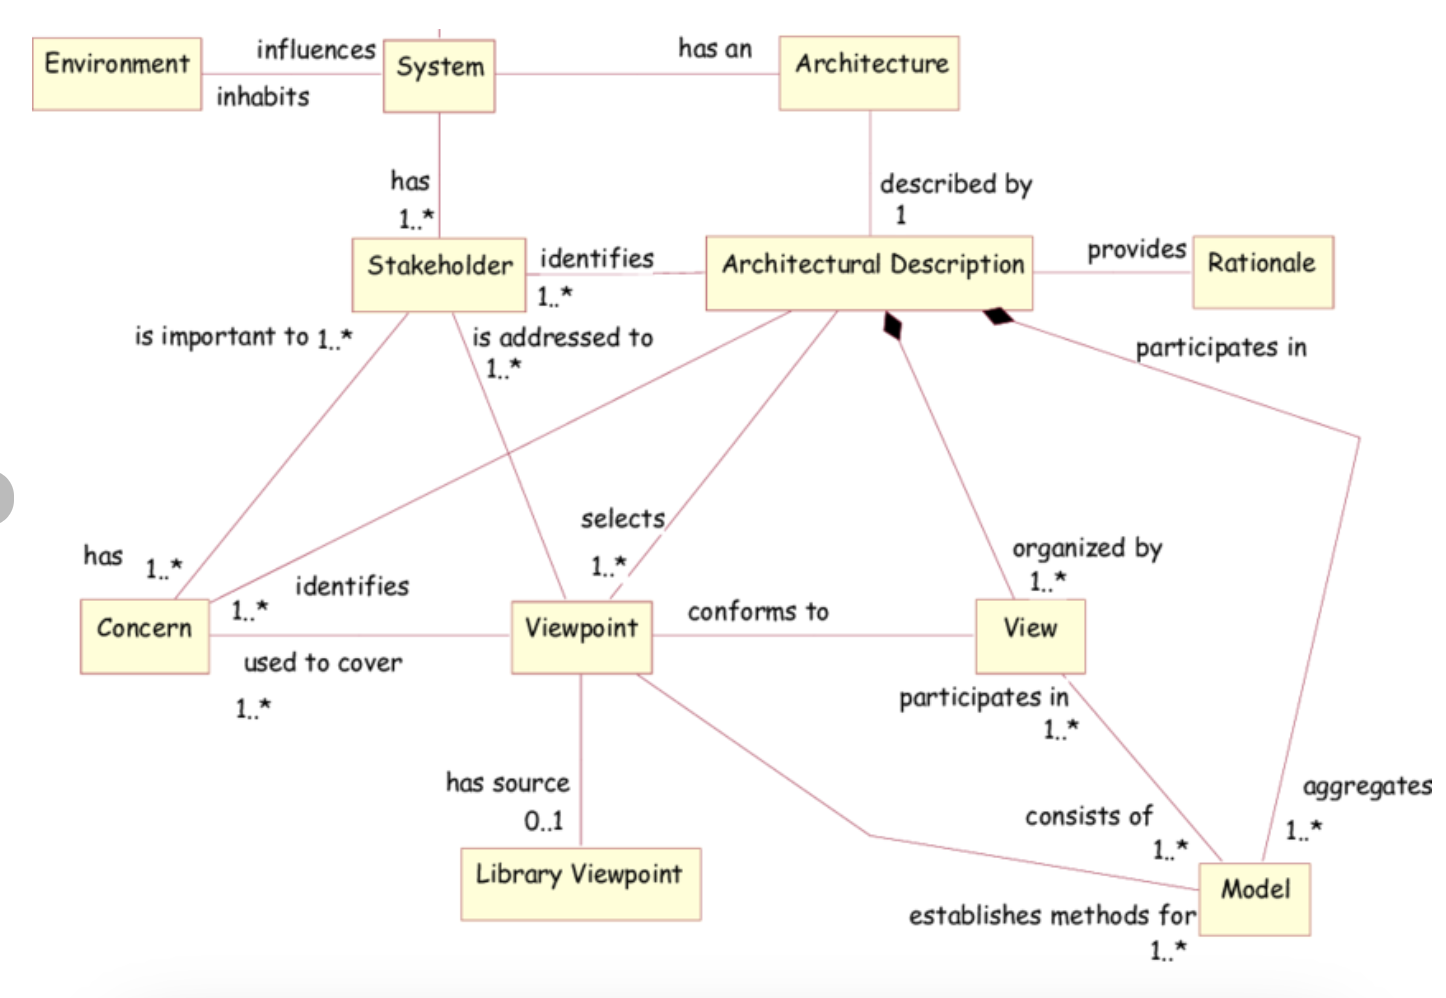 influences
has an
Environment
System
Architecture
inhabits
has
described by
1..*
1
Stakeholder
identifies
Architectural Description
provides
Rationale
1..*
is important to 1..*
is addressed to
participates in
1..*
selects
organized by
has
1..*
1..*
1..*
identifies
1..*
conforms to
Concern
Viewpoint
View
used to cover
participates in
1..*
1..*
has source
aggregates
0..1
consists of
1..*
1..*
Library Viewpoint
Model
establishes methods for
1..*